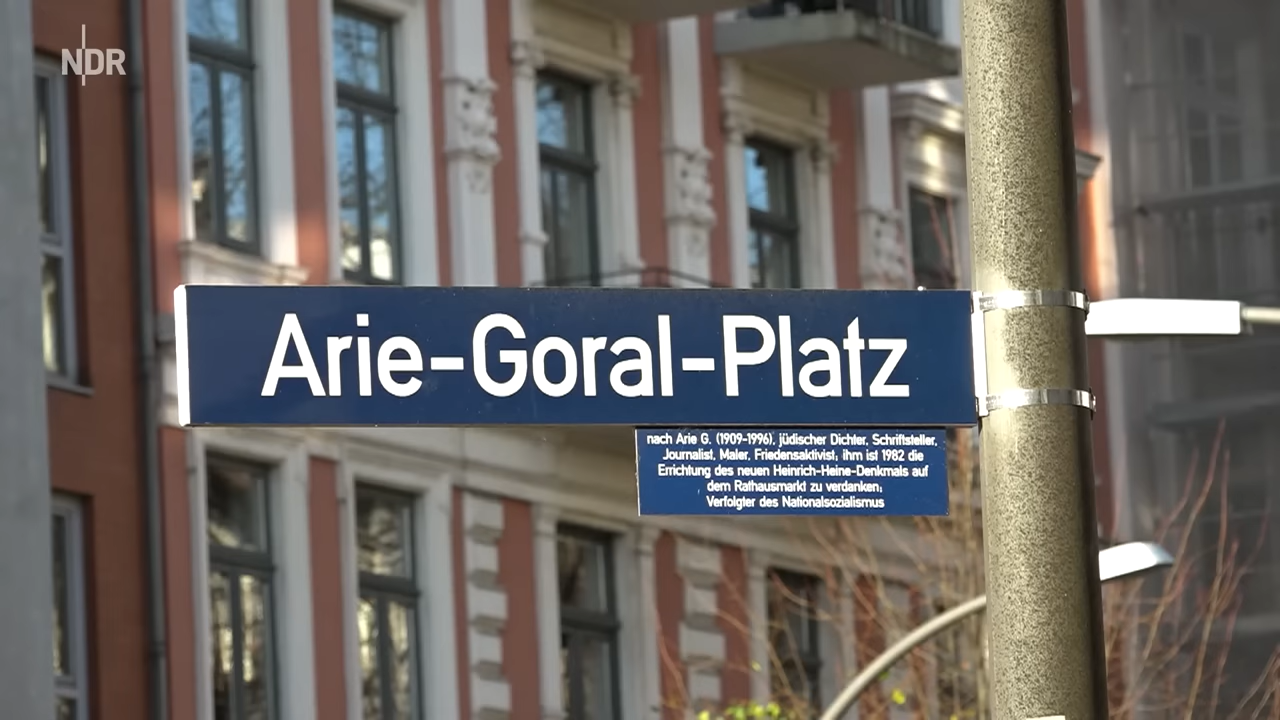 NDR
Arie-Goral-Platz
nach Arie G. (1909-1996), jüdischer Dichter, Schriftsteller,
Journalist, Maler, Friedensaktivist; ihm ist 1982 die
Errichtung des neuen Heinrich-Heine-Denkmals auf
dem Rathausmarkt zu verdanken;
Verfolgter des Nationalsozialismus